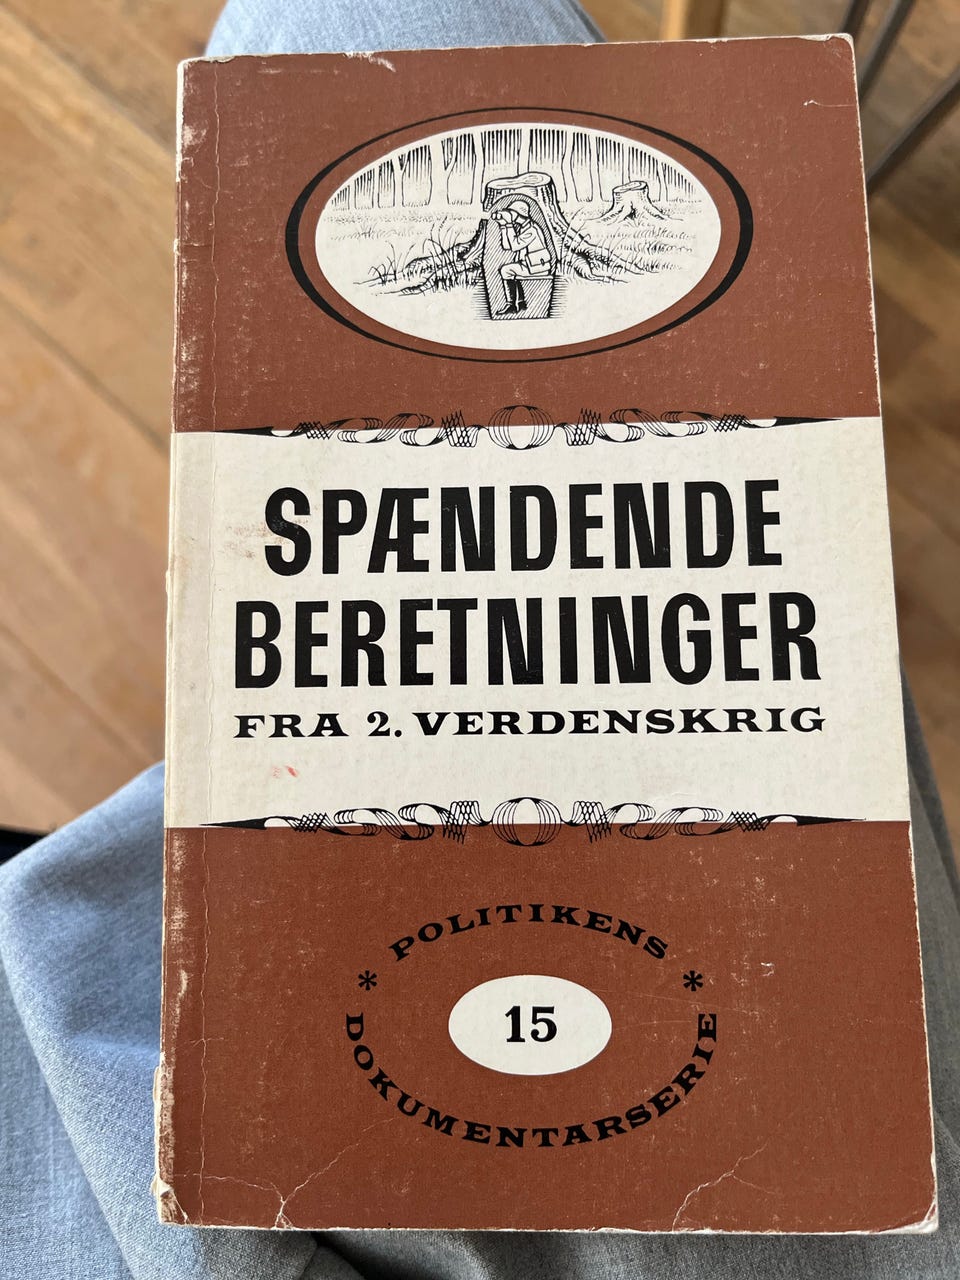 SPÆNDENDE
BERETNINGER
FRA 2. VERDENSKRIG
POLITIKENS
* *
15
DOKUMENTARSERIE